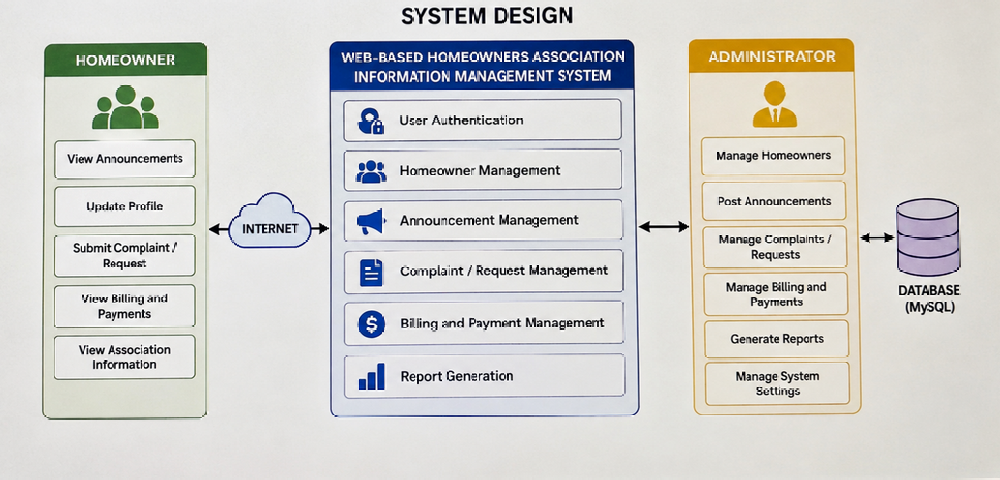 SYSTEM DESIGN
HOMEOWNER
View Announcements
Update Profile
Submit Complaint /
Request
View Billing and
Payments
View Association
Information
INTERNET
WEB-BASED HOMEOWNERS ASSOCIATION
INFORMATION MANAGEMENT SYSTEM
User Authentication
Homeowner Management
Announcement Management
Complaint / Request Management
$
Billing and Payment Management
Report Generation
ADMINISTRATOR
Manage Homeowners
Post Announcements
Manage Complaints /
Requests
Manage Billing and
Payments
Generate Reports
Manage System
Settings
DATABASE
(MySQL)